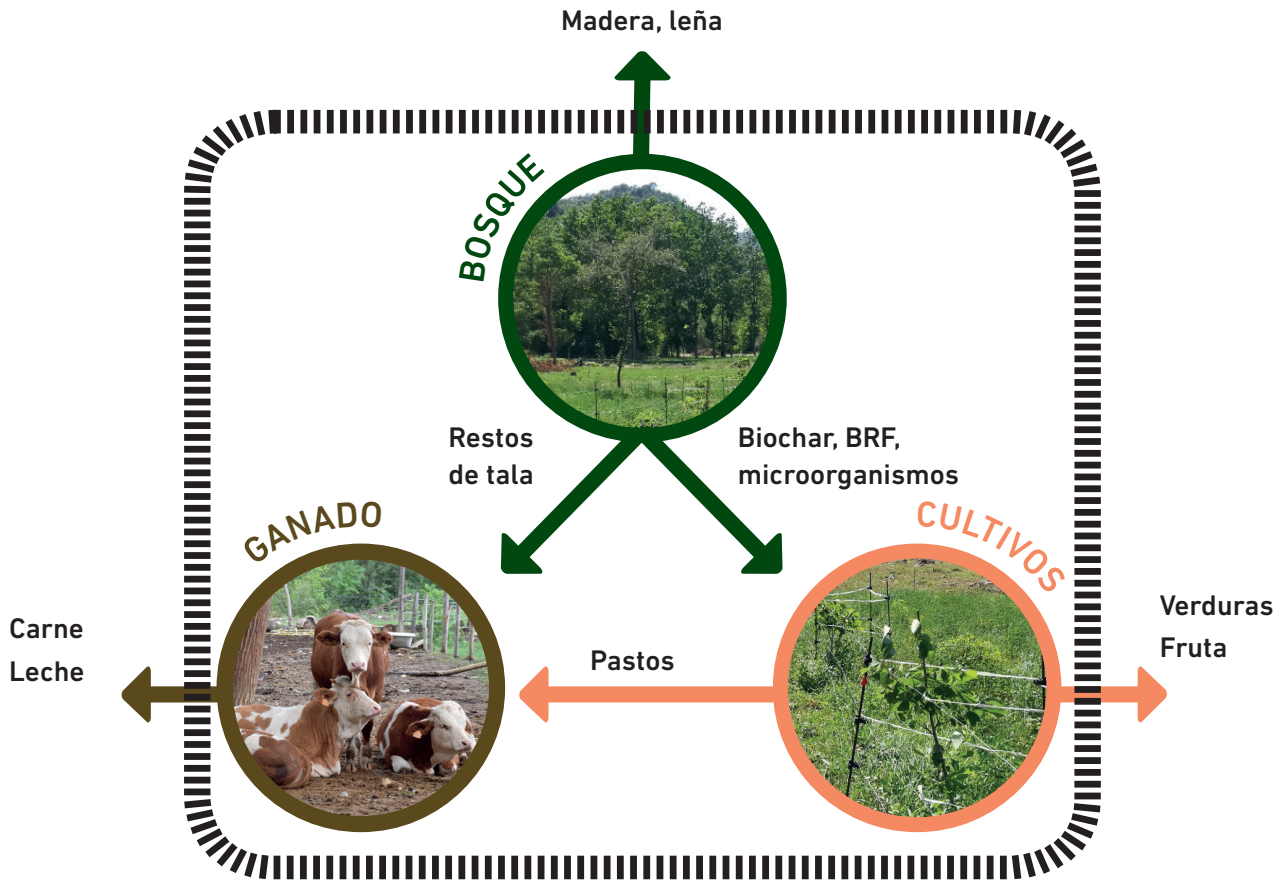 Madera, leña
BOSQUE
Restos
de tala
Biochar, BRF,
microorganismos
GANADO
CULTIVOS
Carne
Leche
Pastos
Verduras
Fruta